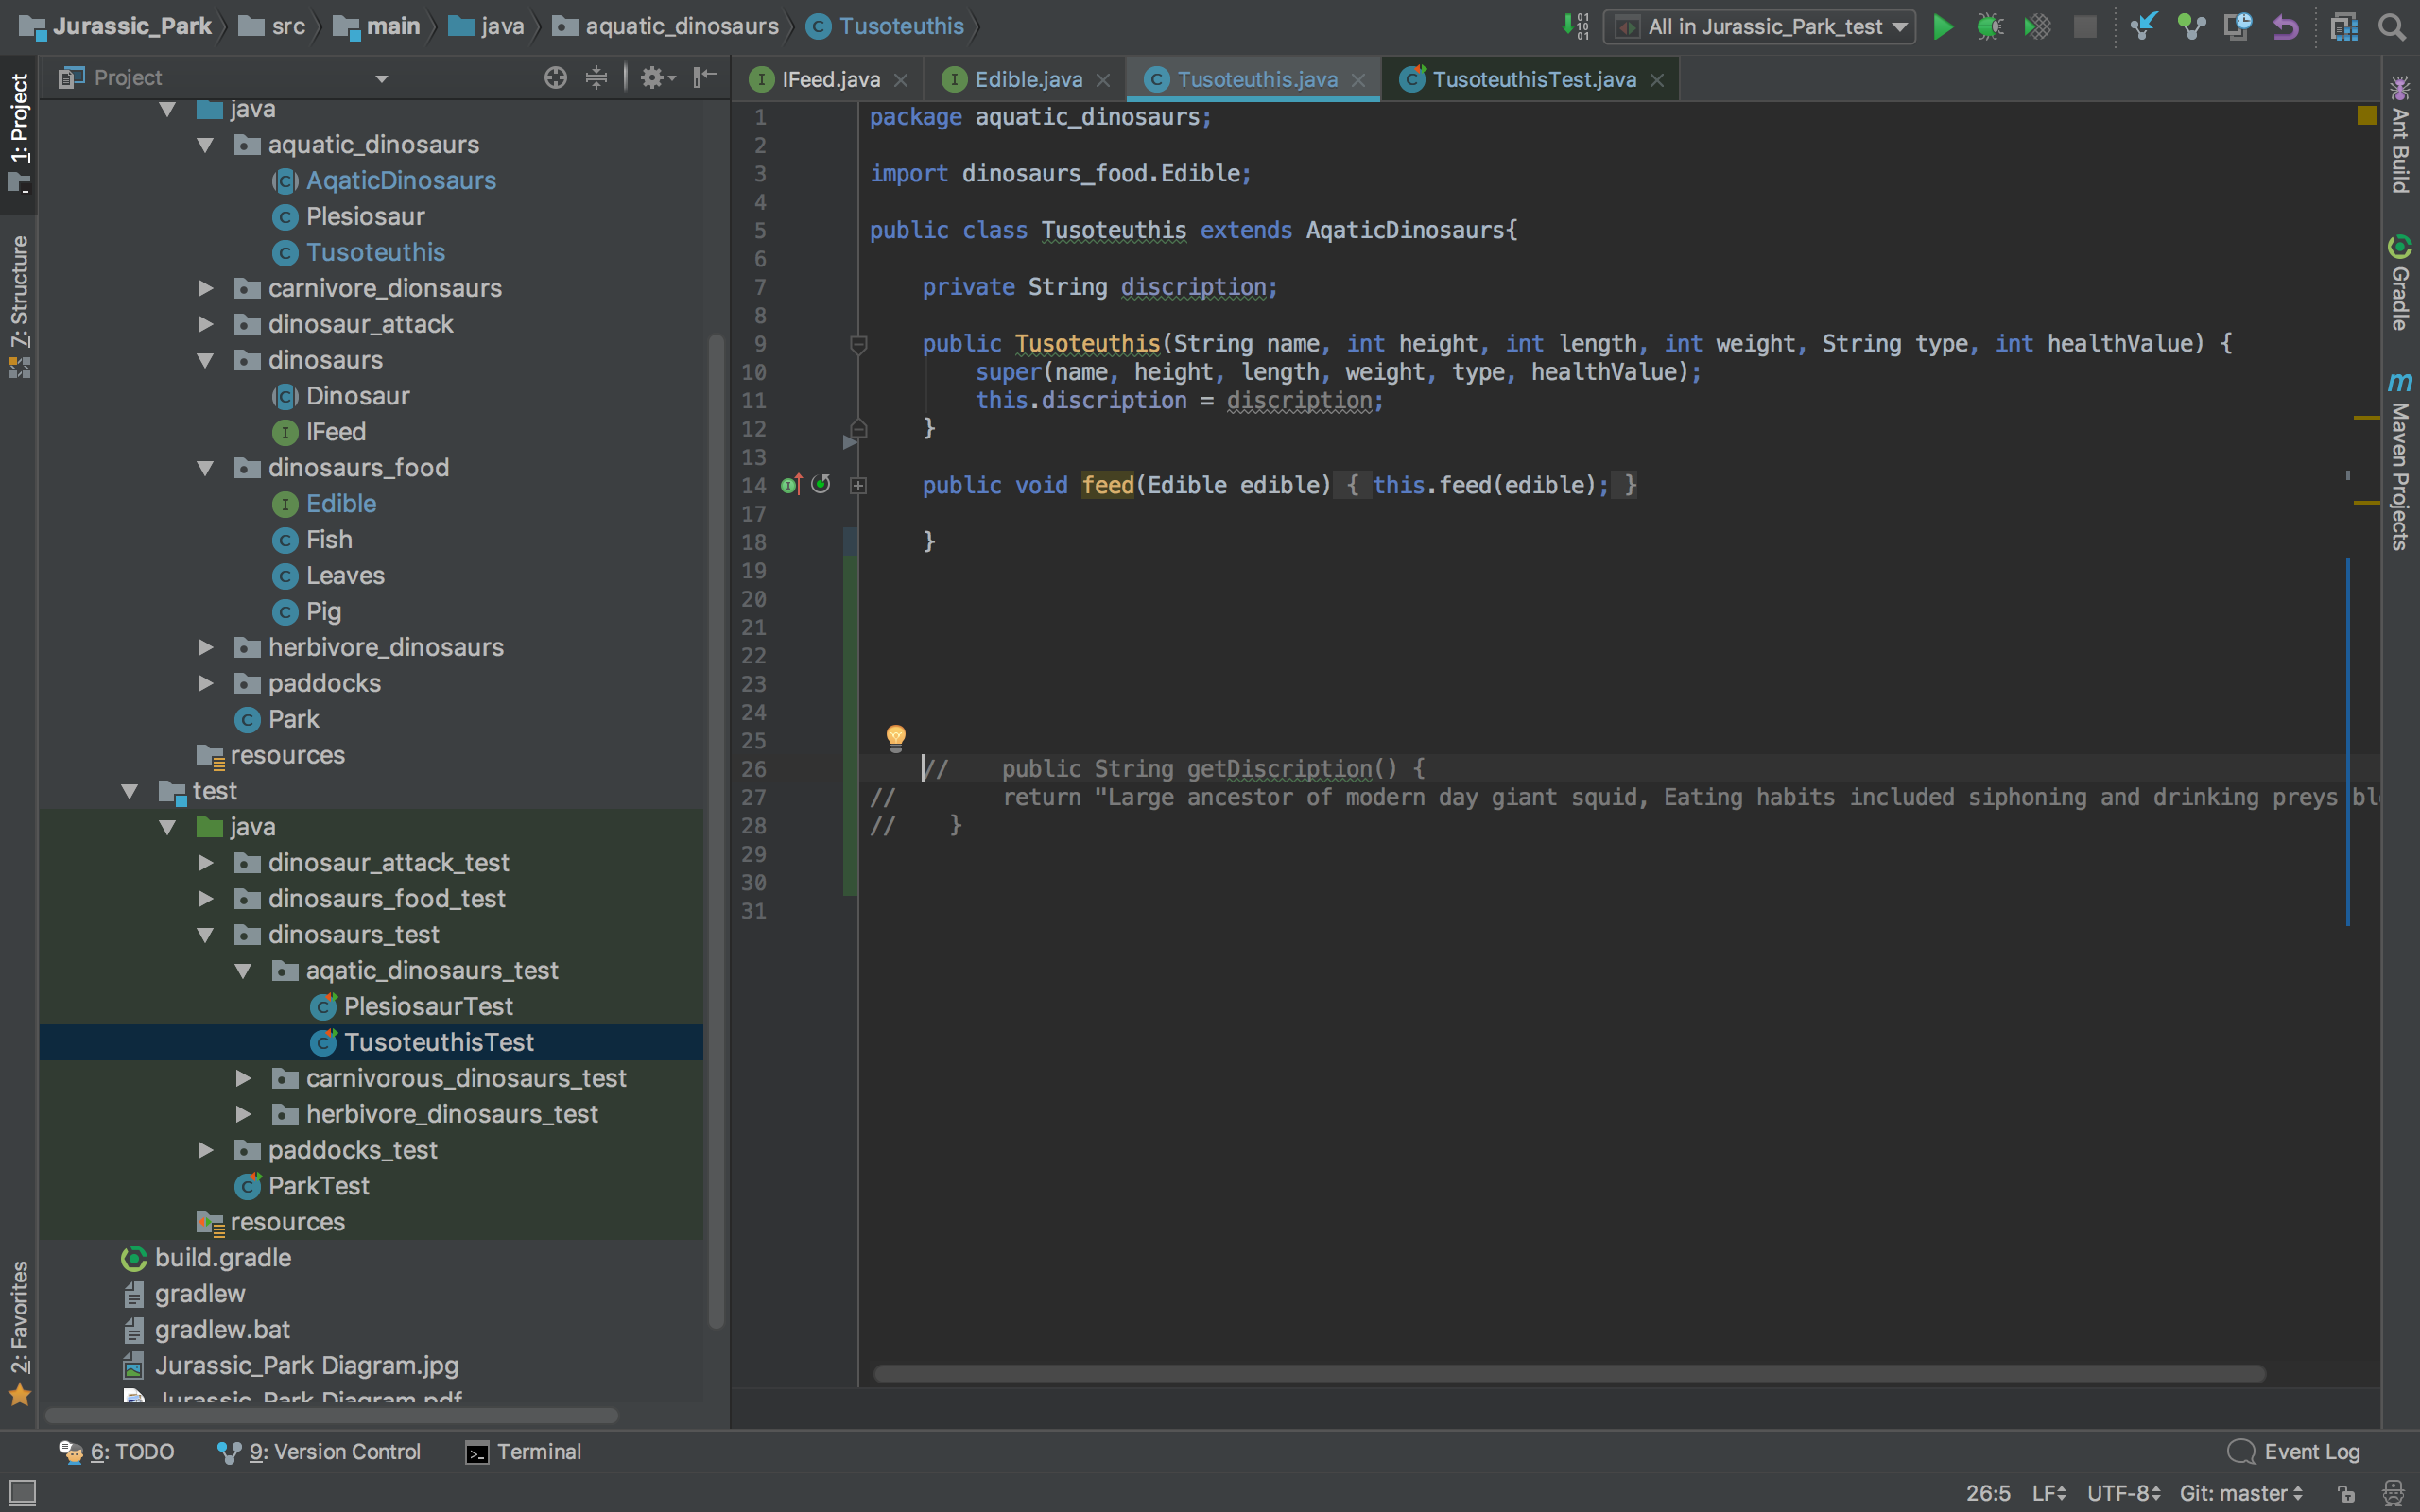 Jurassic_Park src main java aquatic_dinosaurs Tusoteuthis
All in Jurassic_Park_test
1: Project
7: Structure
2: Favorites
Project
java
aquatic_dinosaurs
AqaticDinosaurs
Plesiosaur
Tusoteuthis
carnivore_dionsaurs
dinosaur_attack
dinosaurs
Dinosaur
IFeed
dinosaurs_food
Edible
Fish
Leaves
Pig
herbivore_dinosaurs
paddocks
Park
resources
test
java
dinosaur_attack_test
dinosaurs_food_test
dinosaurs_test
aqatic_dinosaurs_test
PlesiosaurTest
TusoteuthisTest
carnivorous_dinosaurs_test
herbivore_dinosaurs_test
paddocks_test
ParkTest
resources
build.gradle
gradlew
gradlew.bat
Jurassic_Park Diagram.jpg
Jurassic_Park Diagram.pdf
IFeed.java Edible.java Tusoteuthis.java TusoteuthisTest.java
1 package aquatic_dinosaurs;
2
3 import dinosaurs_food.Edible;
4
5 public class Tusoteuthis extends AqaticDinosaurs{
6
7 private String discription;
8
9 public Tusoteuthis(String name, int height, int length, int weight, String type, int healthValue) {
10 super(name, height, length, weight, type, healthValue);
11 this.discription = discription;
12 }
13
14 public void feed(Edible edible) { this.feed(edible); }
17
18 }
19
20
21
22
23
24
25
26 // public String getDiscription() {
27 // return "Large ancestor of modern day giant squid, Eating habits included siphoning and drinking preys bl
28 // }
29
30
31
Ant Build
Gradle
Maven Projects
6: TODO 9: Version Control Terminal Event Log
26:5 LF UTF-8 Git: master